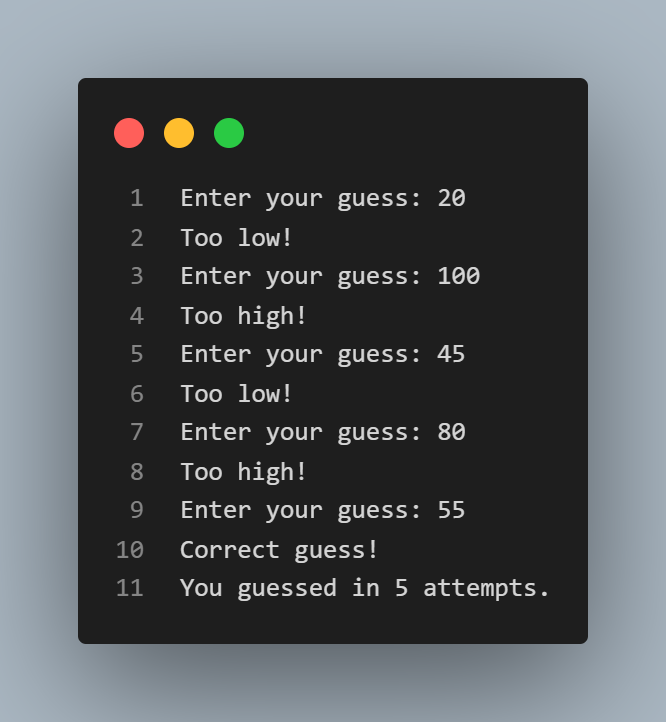 1 Enter your guess: 20
2 Too low!
3 Enter your guess: 100
4 Too high!
5 Enter your guess: 45
6 Too low!
7 Enter your guess: 80
8 Too high!
9 Enter your guess: 55
10 Correct guess!
11 You guessed in 5 attempts.